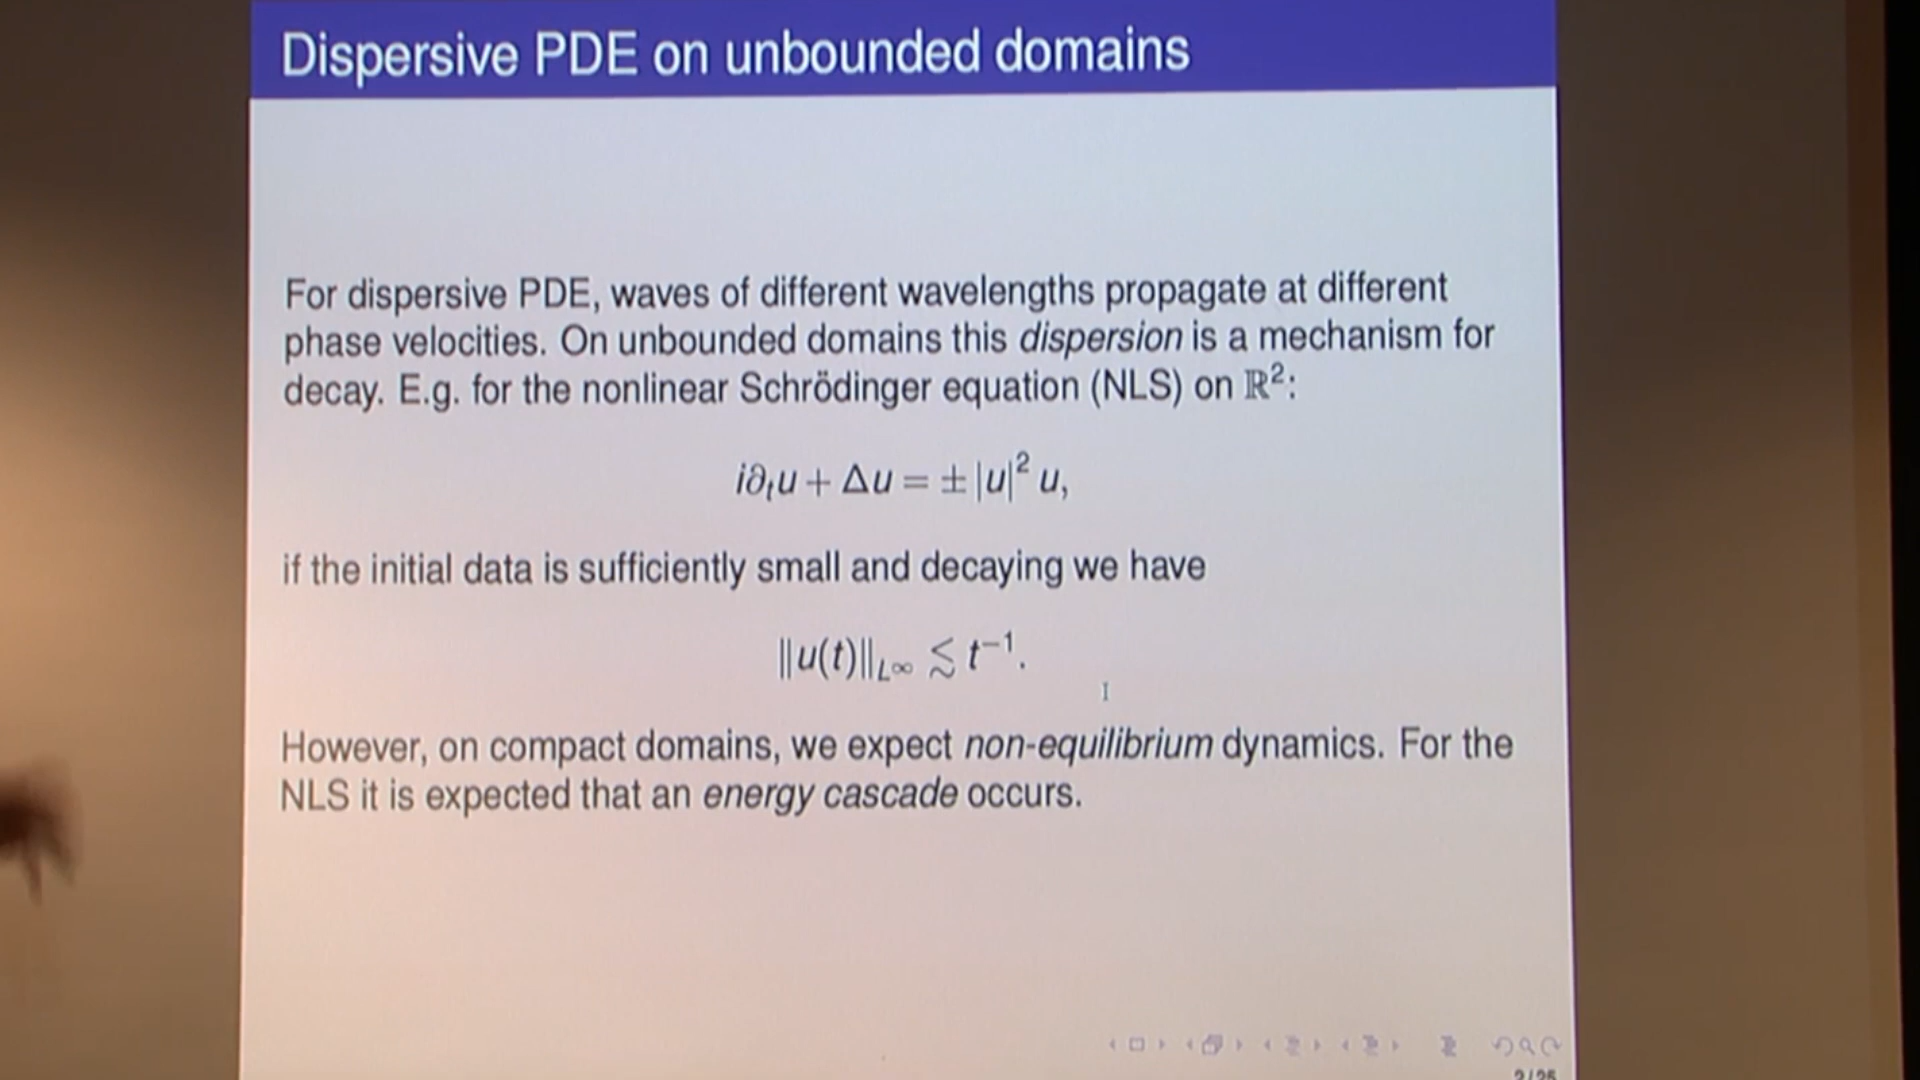 Dispersive PDE on unbounded domains
For dispersive PDE, waves of different wavelengths propagate at different
phase velocities. On unbounded domains this dispersion is a mechanism for
decay. E.g. for the nonlinear Schrödinger equation (NLS) on ℝ²:
i∂ₜu + Δu = ± |u|² u,
if the initial data is sufficiently small and decaying we have
‖u(t)‖_{L^∞} ≲ t⁻¹.
However, on compact domains, we expect non-equilibrium dynamics. For the
NLS it is expected that an energy cascade occurs.
2/25